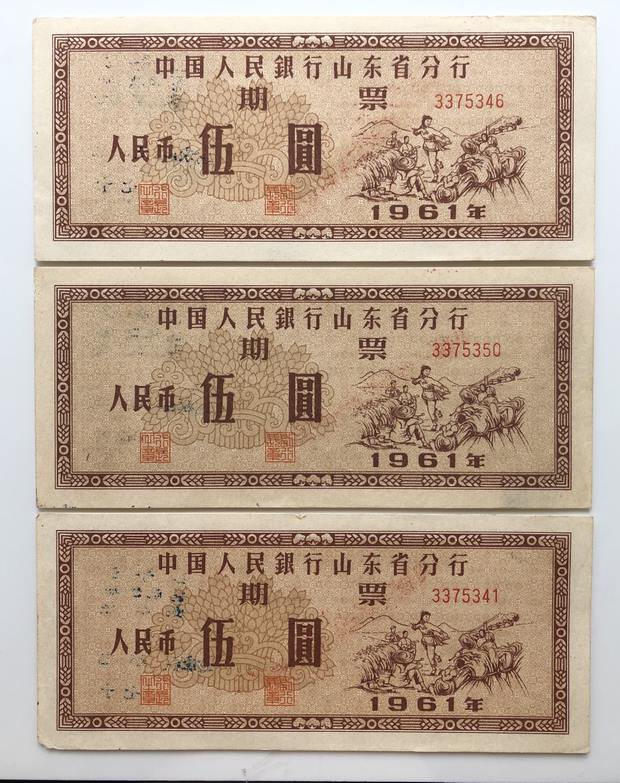 中国人民銀行山东省分行
期 票 3375346
人民币 伍 圓
1961年
中国人民銀行山东省分行
期 票 3375350
人民币 伍 圓
1961年
中国人民銀行山东省分行
期 票 3375341
人民币 伍 圓
1961年